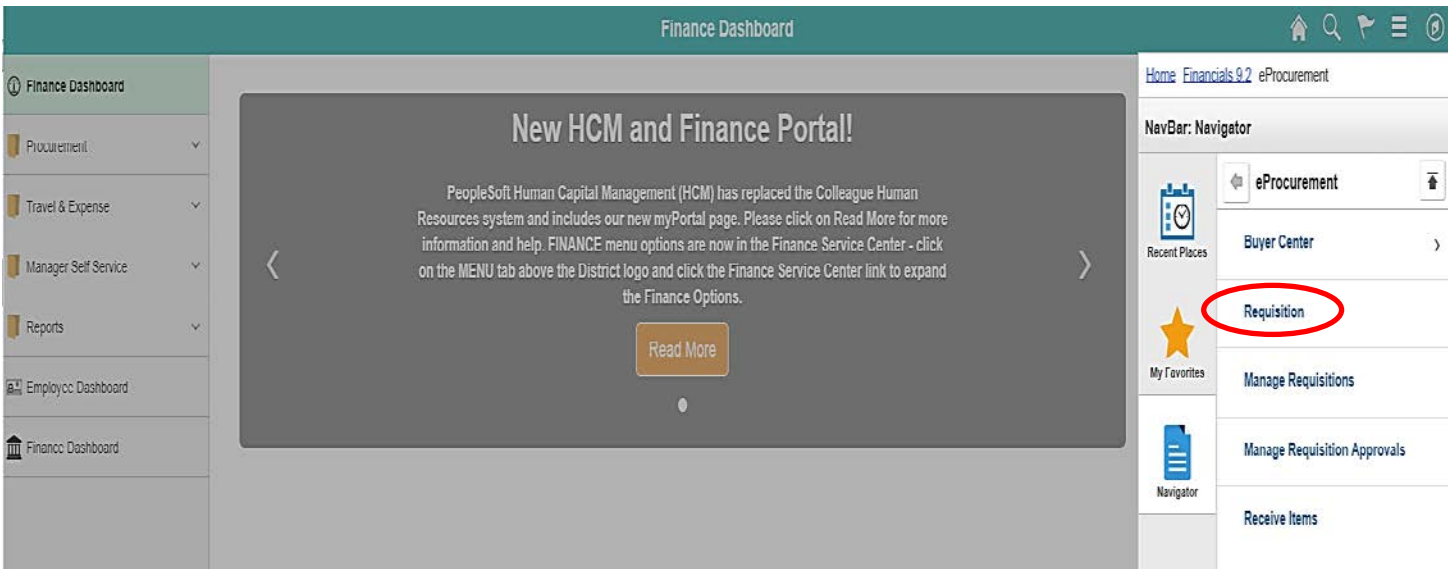 Finance Dashboard
Finance Dashboard
Procurement
Travel & Expense
Manager Self Service
Reports
Employee Dashboard
Finance Dashboard
New HCM and Finance Portal!
PeopleSoft Human Capital Management (HCM) has replaced the Colleague Human
Resources system and includes our new myPortal page. Please click on Read More for more
information and help. FINANCE menu options are now in the Finance Service Center - click
on the MENU tab above the District logo and click the Finance Service Center link to expand
the Finance Options.
Read More
Home Financials 9.2 eProcurement
NavBar: Navigator
Recent Places
My Favorites
Navigator
eProcurement
Buyer Center
Requisition
Manage Requisitions
Manage Requisition Approvals
Receive Items